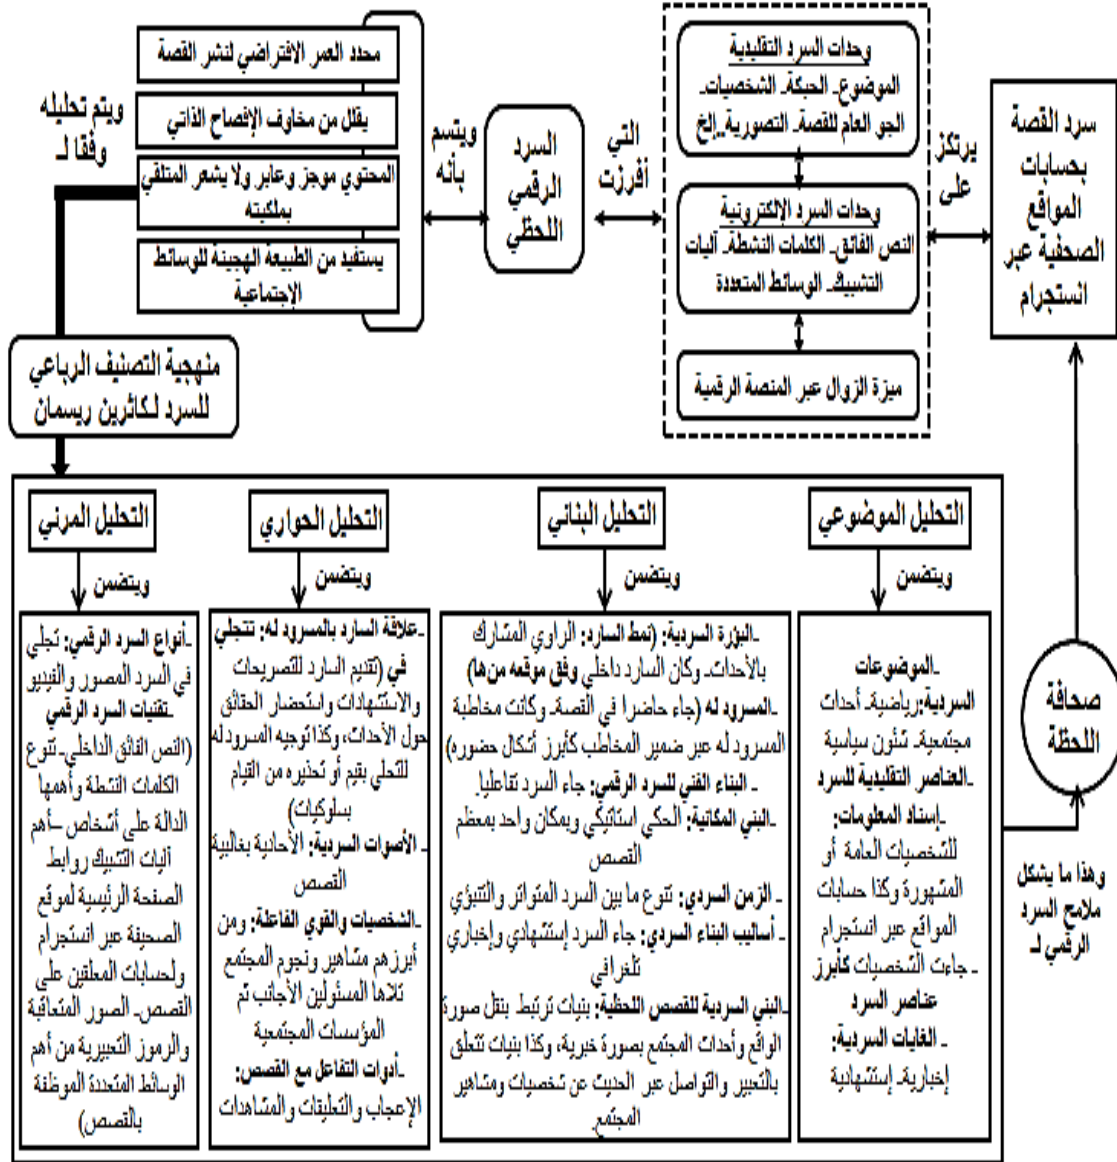 سرد القصة
بحسابات
المواقع
الصحفية عبر
انستجرام
يرتكز
على
وحدات السرد التقليدية
الموضوع- الحبكة- الشخصيات-
الجو العام للقصة- التصورية-إلخ
وحدات السرد الإلكترونية
النص الفائق- الكلمات النشطة- آليات
التشبيك- الوسائط المتعددة
ميزة الزوال عبر المنصة الرقمية
التي
أفرزت
السرد
الرقمي
اللحظي
ويتسم
بأنه
محدد العمر الافتراضي لنشر القصة
يقلل من مخاوف الإفصاح الذاتي
المحتوي موجز وعابر ولا يشعر المتلقي
بملكيته
يستفيد من الطبيعة الهجينة للوسائط
الإجتماعية
ويتم تحليله
وفقا لـ
منهجية التصنيف الرباعي
للسرد لكاثرين ريسمان
التحليل الموضوعي
ويتضمن
-الموضوعات
السردية: رياضية- أحداث
مجتمعية- شئون سياسية
-العناصر التقليدية للسرد
- إسناد المعلومات:
للشخصيات العامة أو
المشهورة وكذا حسابات
المواقع عبر انستجرام
- جاءت الشخصيات كأبرز
عناصر السرد
- الغايات السردية:
إخبارية- إستشهادية
التحليل البنائي
ويتضمن
-البؤرة السردية: (نمط السارد: الراوي المشارك
بالأحداث- وكان السارد داخلي وفق موقعه منها)
-المسرود له (جاء حاضرا في القصة- وكانت مخاطبة
المسرود له عبر ضمير المخاطب كأبرز أشكال حضوره)
- البناء الفني للسرد الرقمي: جاء السرد تفاعليا.
-البني المكانية: الحكي استاتيكي وبمكان واحد بمعظم
القصص
- الزمن السردي: تنوع ما بين السرد المتواتر والتنبؤي
- أساليب البناء السردي: جاء السرد إستشهادي وإخباري
تلغرافي
-البني السردية للقصص اللحظية: بنيات ترتبط بنقل صورة
الواقع وأحداث المجتمع بصورة خبرية، وكذا بنيات تتعلق
بالتعبير والتواصل عبر الحديث عن شخصيات ومشاهير
المجتمع.
التحليل الحواري
ويتضمن
-علاقة السارد بالمسرود له: تتجلي
في (تقديم السارد للتصريحات
والاستشهادات واستحضار الحقائق
حول الأحداث، وكذا توجيه المسرود له
للتحلي بقيم أو تحذيره من القيام
بسلوكيات)
- الأصوات السردية: الأحادية بغالبية
القصص
-الشخصيات والقوي الفاعلة: ومن
أبرزهم مشاهير ونجوم المجتمع
تلاها المسئولين الأجانب ثم
المؤسسات المجتمعية
-أدوات التفاعل مع القصص:
الإعجاب والتعليقات والمشاهدات
التحليل المرئي
ويتضمن
-أنواع السرد الرقمي: تجلي
في السرد المصور والفيديو
- تقنيات السرد الرقمي
(النص الفائق الداخلي- تنوع
الكلمات النشطة وأهمها
الدالة على أشخاص –أهم
آليات التشبيك روابط
الصفحة الرئيسية لموقع
الصحيفة عبر انستجرام
ولحسابات المعلقين على
القصص- الصور المتعاقبة
والرموز التعبيرية من أهم
الوسائط المتعددة الموظفة
بالقصص)
صحافة
اللحظة
وهذا ما يشكل
ملامح السرد
الرقمي لـ